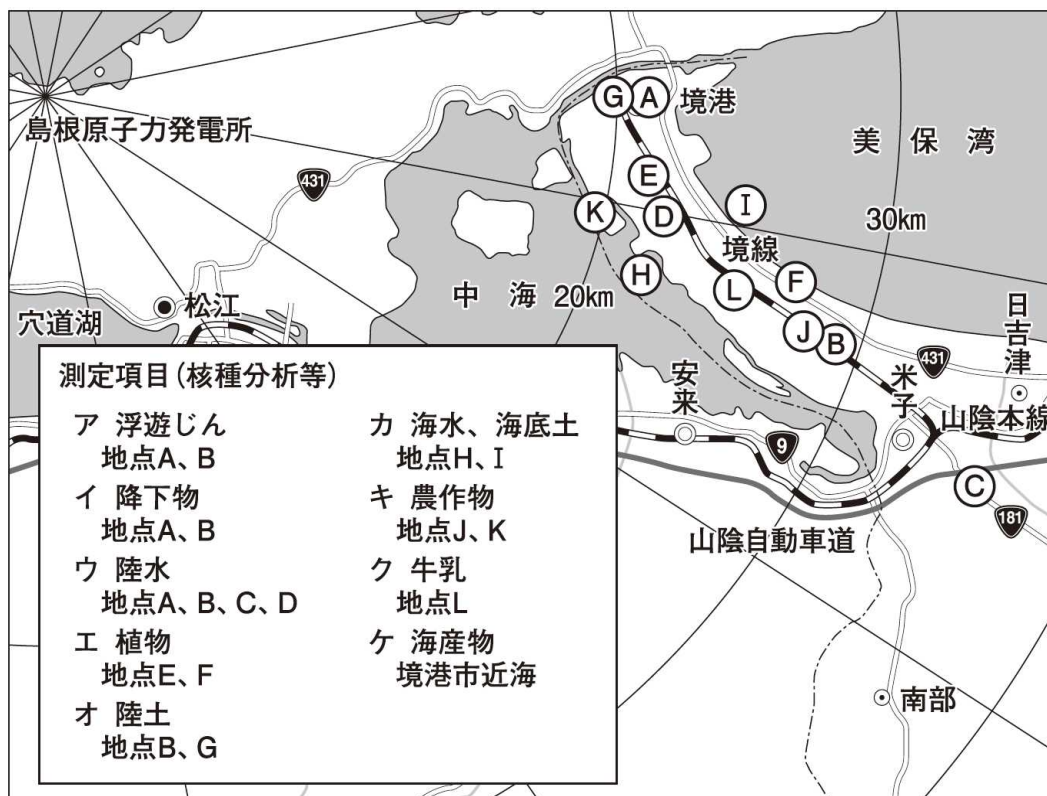 島根原子力発電所
G
A
境港
美保湾
431
E
K
D
I
30km
境線
H
F
中海
20km
L
松江
宍道湖
J
B
日吉津
431
米子
安来
山陰本線
9
C
181
山陰自動車道
南部
測定項目(核種分析等)
ア 浮遊じん
地点A、B
イ 降下物
地点A、B
ウ 陸水
地点A、B、C、D
エ 植物
地点E、F
オ 陸土
地点B、G
カ 海水、海底土
地点H、I
キ 農作物
地点J、K
ク 牛乳
地点L
ケ 海産物
境港市近海